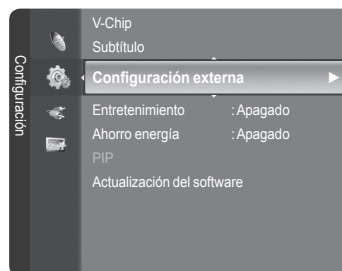 Configuración
V-Chip
Subtítulo
Configuración externa
Entretenimiento : Apagado
Ahorro energía : Apagado
PIP
Actualización del software